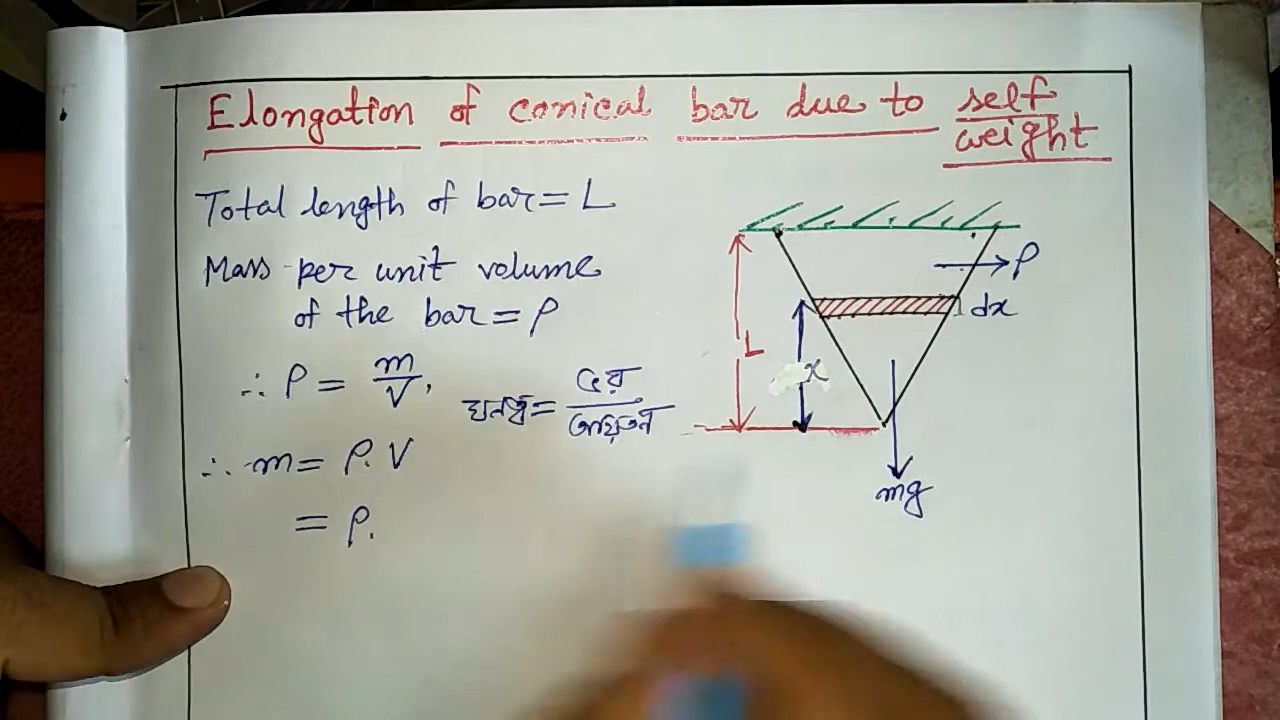 Elongation of conical bar due to self
weight
Total length of bar = L
Mass per unit volume
of the bar = ρ
∴ ρ = m/V,
ঘনত্ব = ভর/আয়তন
∴ m = ρ. V
= ρ.
ρ
dx
L
x
mg